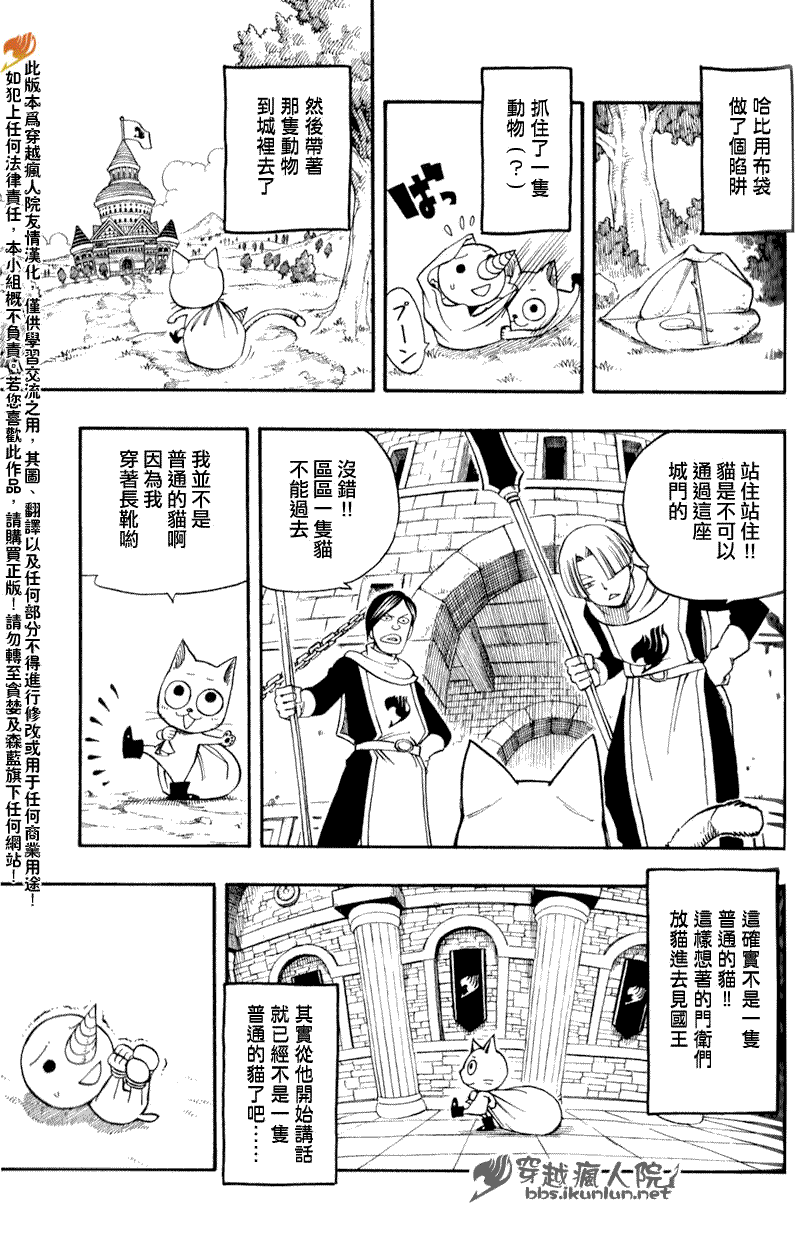 哈比用布袋
做了個陷阱
抓住了一隻
動物（？）
ばっ
プーン
然後帶著
那隻動物
到城裡去了
站住站住!!
貓是不可以
通過這座
城門的
沒錯!!
區區一隻貓
不能過去
我並不是
普通的貓啊
因為我
穿著長靴喲
這確實不是一隻
普通的貓!!
這樣想著的門衛們
放貓進去見國王
其實從他開始講話
就已經不是一隻
普通的貓了吧……
此版本爲穿越瘋人院友情漢化，僅供學習交流之用，其圖、翻譯以及任何部分不得進行修改或用于任何商業用途！
如犯上任何法律責任，本小組概不負責。若您喜歡此作品，請購買正版！請勿轉至貪婪及森藍旗下任何網站！
穿越瘋人院
bbs.ikunlun.net